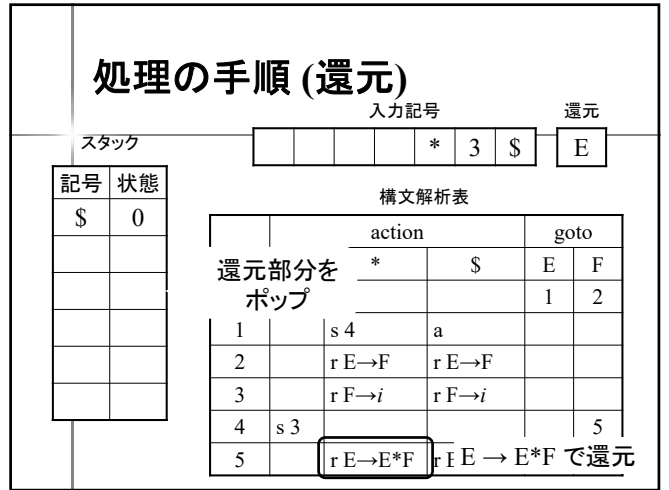 処理の手順 (還元)
入力記号 還元
スタック
* 3 $ E
記号 状態
構文解析表
$ 0
action goto
還元部分を
ポップ
* $ E F
1 2
1 s 4 a
2 r E→F r E→F
3 r F→i r F→i
4 s 3 5
5 r E→E*F r E → E*F で還元